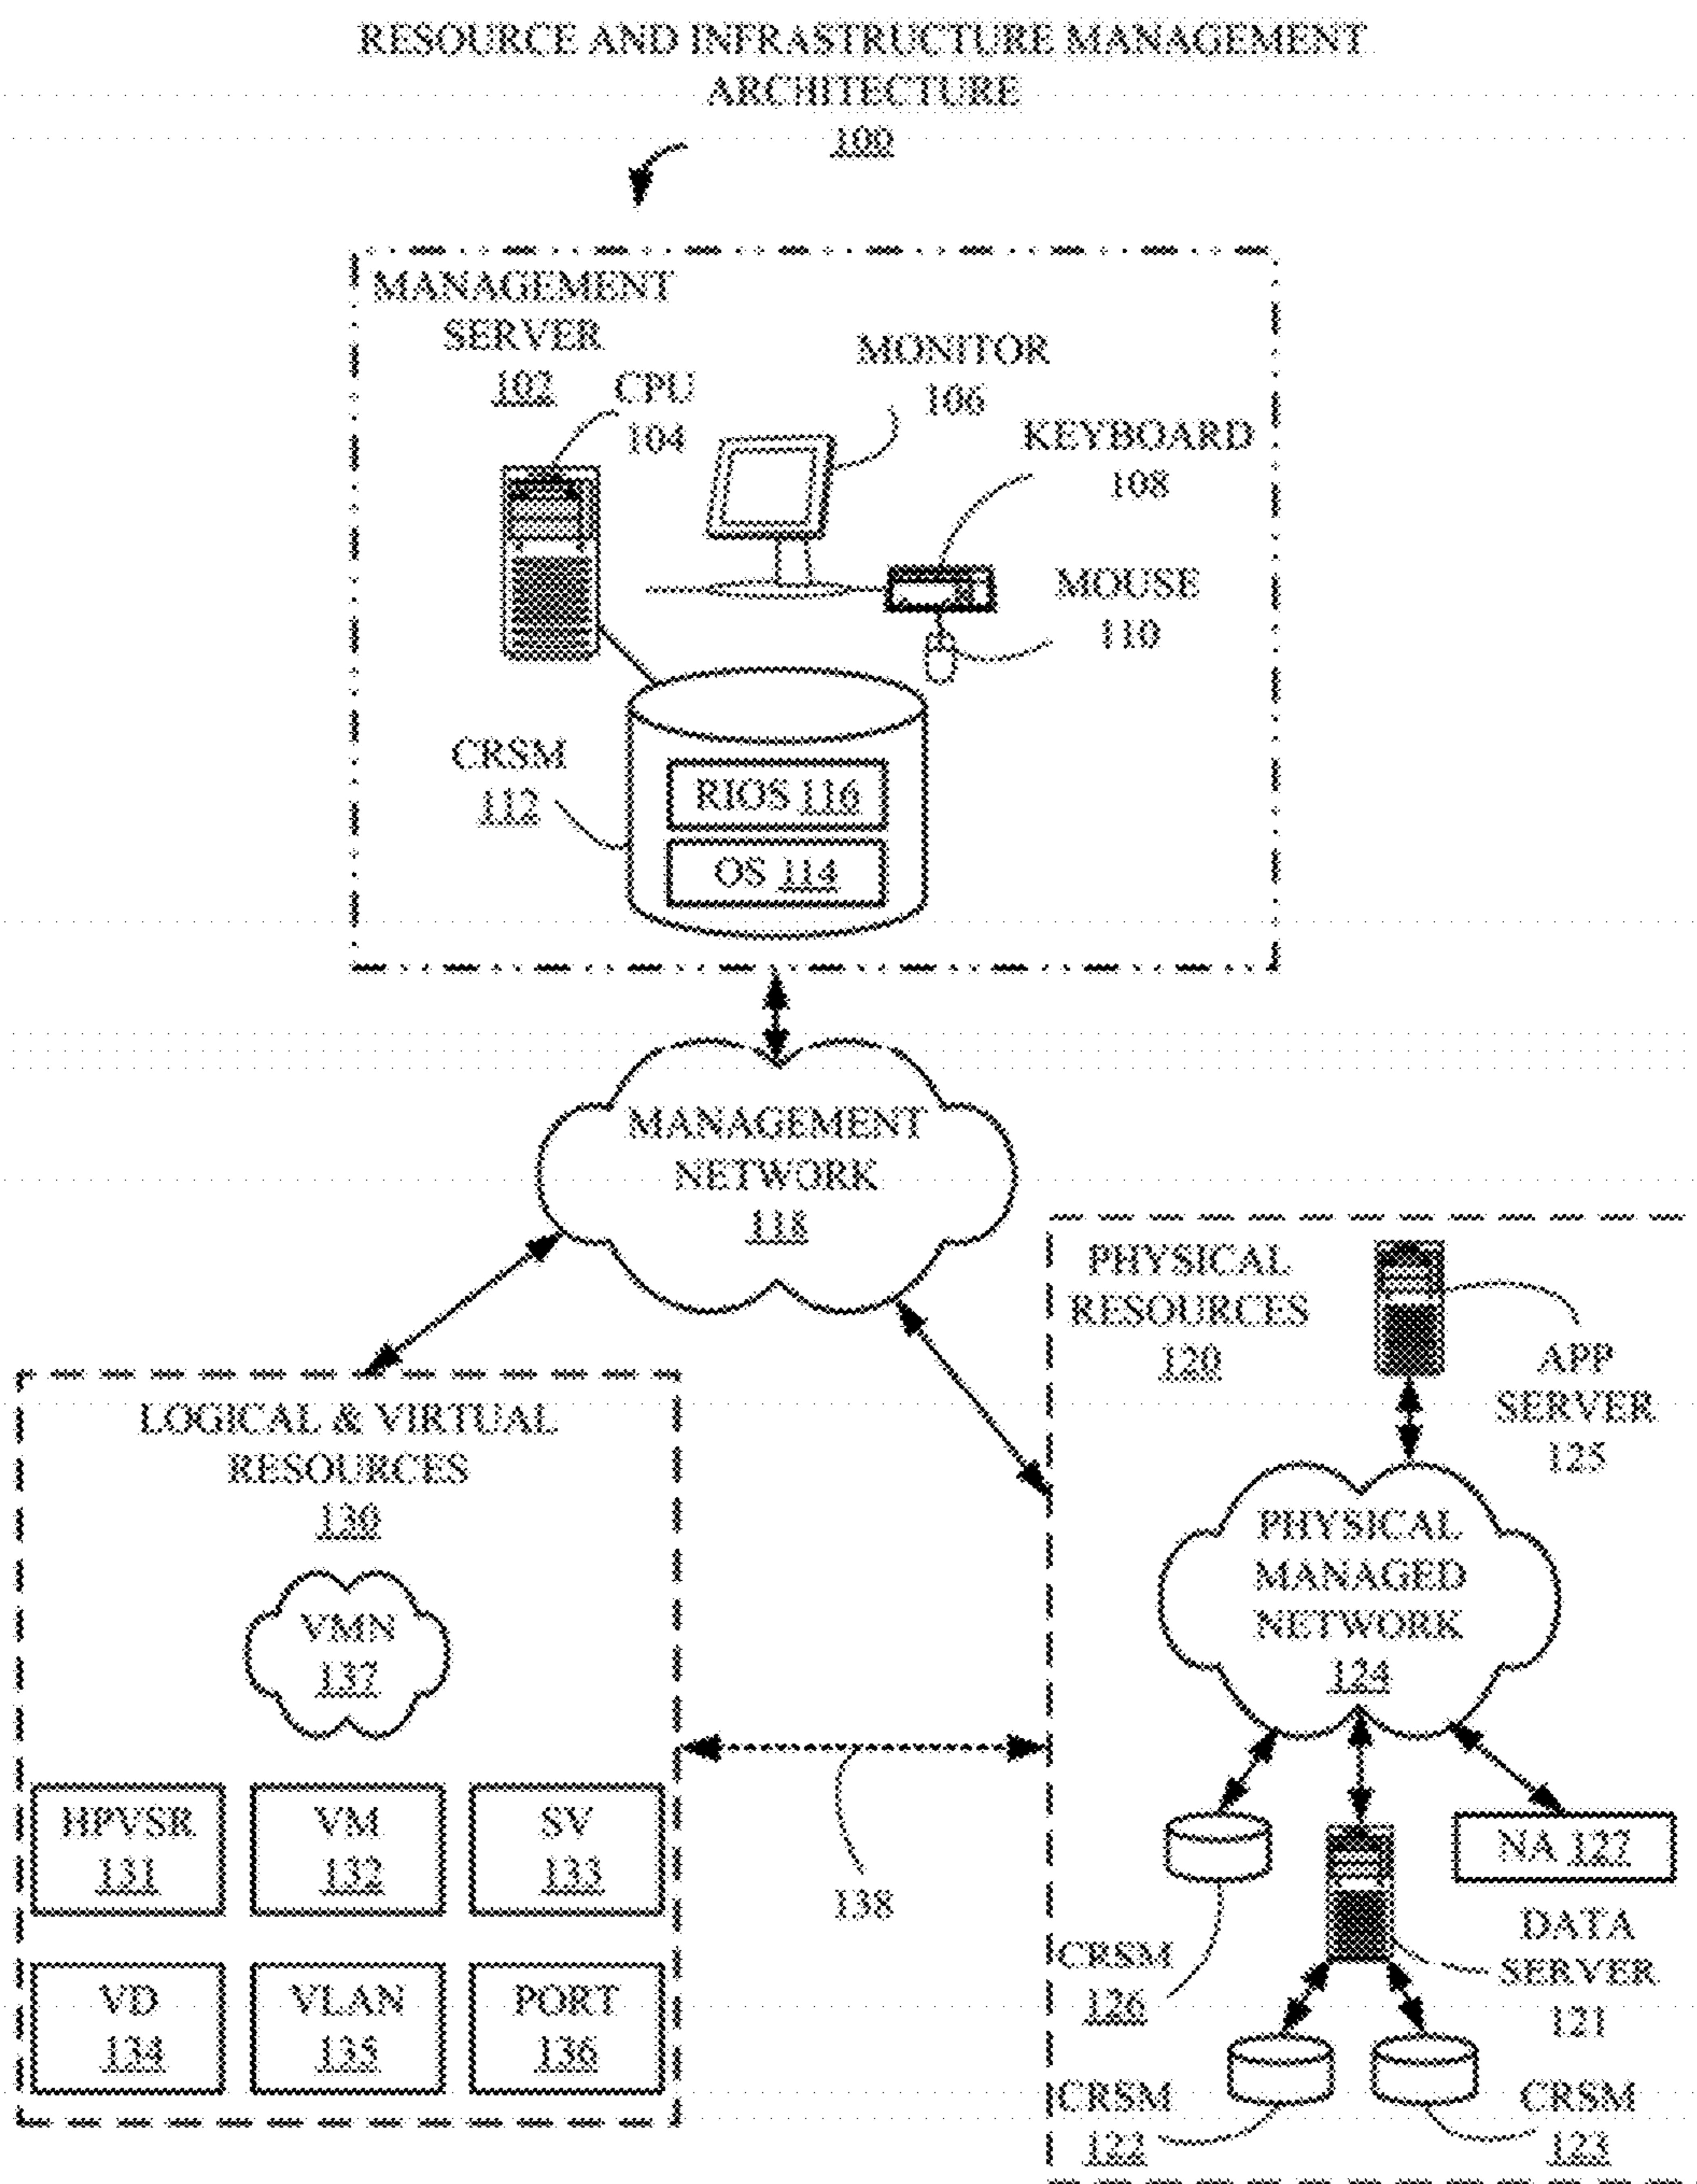 RESOURCE AND INFRASTRUCTURE MANAGEMENT
ARCHITECTURE
100
MANAGEMENT
SERVER
102
CPU
104
MONITOR
106
KEYBOARD
108
MOUSE
110
CRSM
112
RIOS 116
OS 114
MANAGEMENT
NETWORK
118
PHYSICAL
RESOURCES
120
APP
SERVER
125
LOGICAL & VIRTUAL
RESOURCES
130
VMN
137
PHYSICAL
MANAGED
NETWORK
124
HPVSR
131
VM
132
SV
133
VD
134
VLAN
135
PORT
136
138
NA 127
DATA
SERVER
121
CRSM
126
CRSM
122
CRSM
123